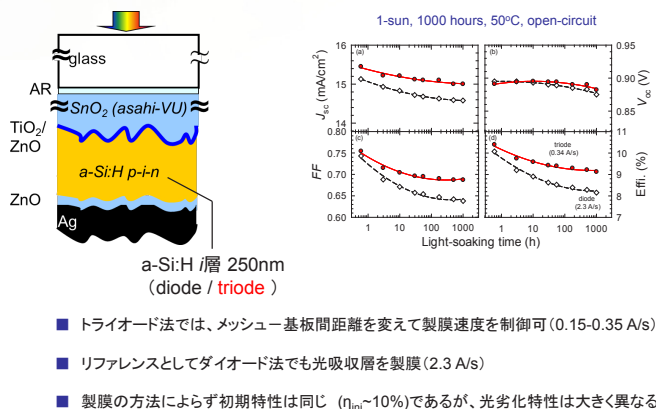 1-sun, 1000 hours, 50ºC, open-circuit
glass
AR
SnO2 (asahi-VU)
TiO2/
ZnO
a-Si:H p-i-n
ZnO
Ag
a-Si:H i層 250nm
(diode / triode )
(a)
16
15
14
Jsc (mA/cm2)
(b)
0.95
0.90
0.85
Voc (V)
(c)
0.80
0.75
0.70
0.65
0.60
FF
(d)
triode
(0.34 A/s)
diode
(2.3 A/s)
11
10
9
8
7
Effi. (%)
1 10 100 1000 1 10 100 1000
Light-soaking time (h)
■ トライオード法では、メッシュー基板間距離を変えて製膜速度を制御可(0.15-0.35 A/s)
■ リファレンスとしてダイオード法でも光吸収層を製膜(2.3 A/s)
■ 製膜の方法によらず初期特性は同じ (ηini~10%)であるが、光劣化特性は大きく異なる